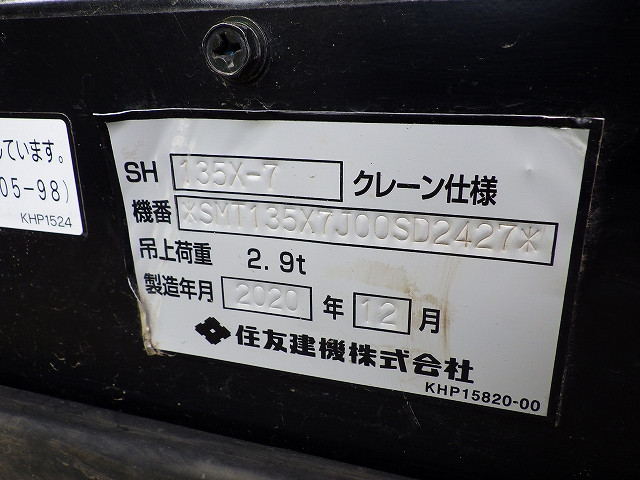 ています。
05-98)
KHP1524
SH 135X-7 クレーン仕様
機番 *SMT135X7J00SD2427*
吊上荷重 2.9t
製造年月 2020 年 12 月
住友建機株式会社
KHP15820-00